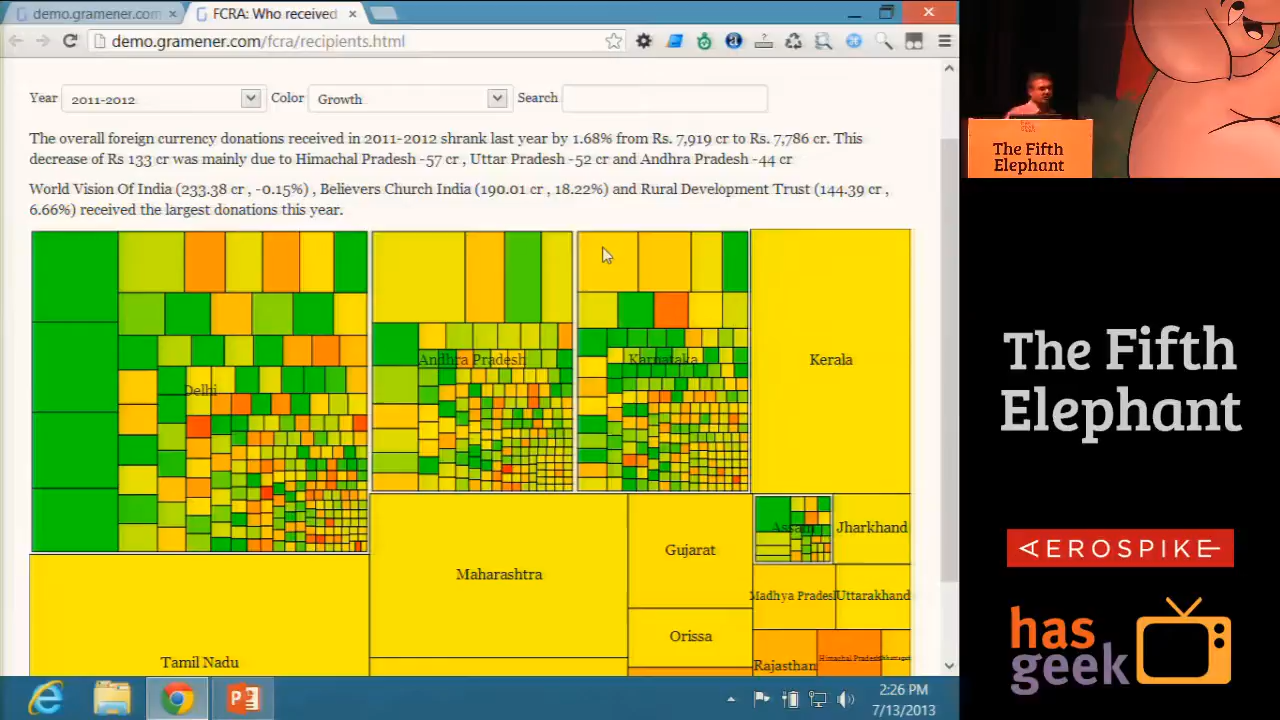 demo.gramener.com
FCRA: Who received
demo.gramener.com/fcra/recipients.html
Year 2011-2012 Color Growth Search
The overall foreign currency donations received in 2011-2012 shrank last year by 1.68% from Rs. 7,919 cr to Rs. 7,786 cr. This
decrease of Rs 133 cr was mainly due to Himachal Pradesh -57 cr , Uttar Pradesh -52 cr and Andhra Pradesh -44 cr
World Vision Of India (233.38 cr , -0.15%) , Believers Church India (190.01 cr , 18.22%) and Rural Development Trust (144.39 cr ,
6.66%) received the largest donations this year.
Delhi
Andhra Pradesh
Karnataka
Kerala
Tamil Nadu
Maharashtra
Gujarat
Orissa
Assam
Jharkhand
Madhya Pradesh
Uttarakhand
Rajasthan
Himachal Pradesh
2:26 PM
7/13/2013
The Fifth
Elephant
The Fifth
Elephant
AEROSPIKE
has
geek